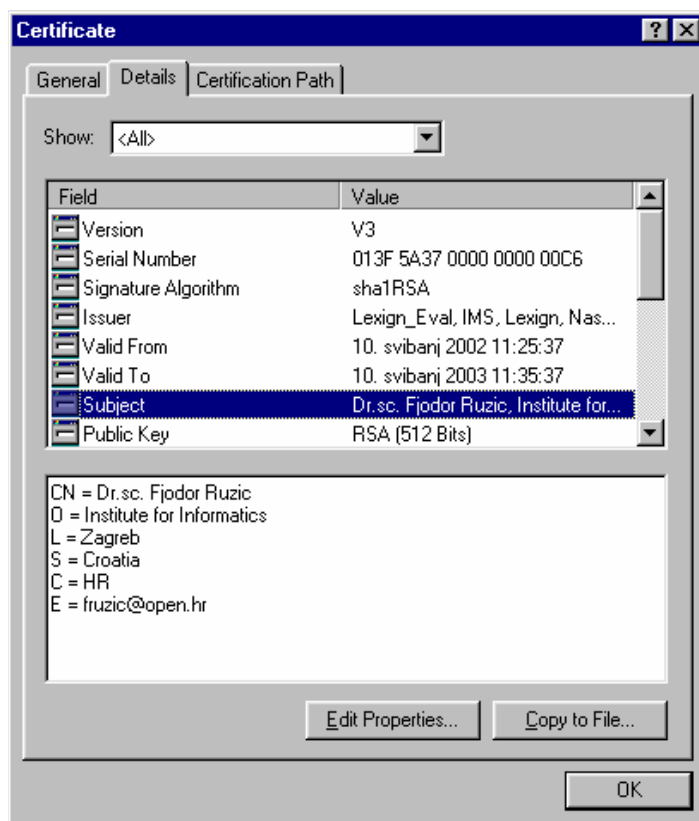 Certificate
General Details Certification Path
Show: <All>
Field Value
Version V3
Serial Number 013F 5A37 0000 0000 00C6
Signature Algorithm sha1RSA
Issuer Lexign_Eval, IMS, Lexign, Nas...
Valid From 10. svibanj 2002 11:25:37
Valid To 10. svibanj 2003 11:35:37
Subject Dr.sc. Fjodor Ruzic, Institute for...
Public Key RSA (512 Bits)
CN = Dr.sc. Fjodor Ruzic
O = Institute for Informatics
L = Zagreb
S = Croatia
C = HR
E = fruzic@open.hr
Edit Properties... Copy to File...
OK